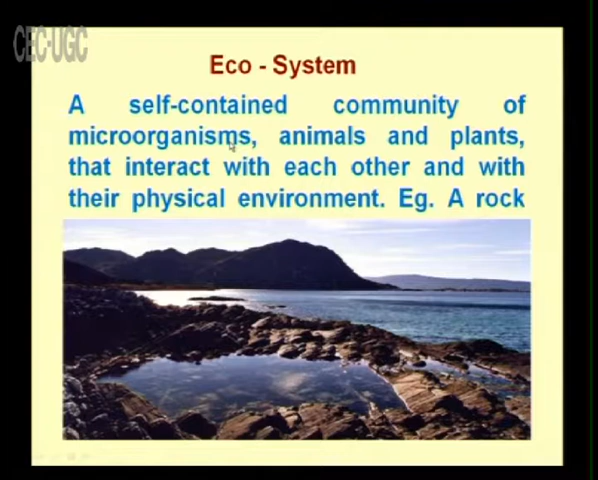 CEC-UGC
Eco - System
A self-contained community of
microorganisms, animals and plants,
that interact with each other and with
their physical environment. Eg. A rock